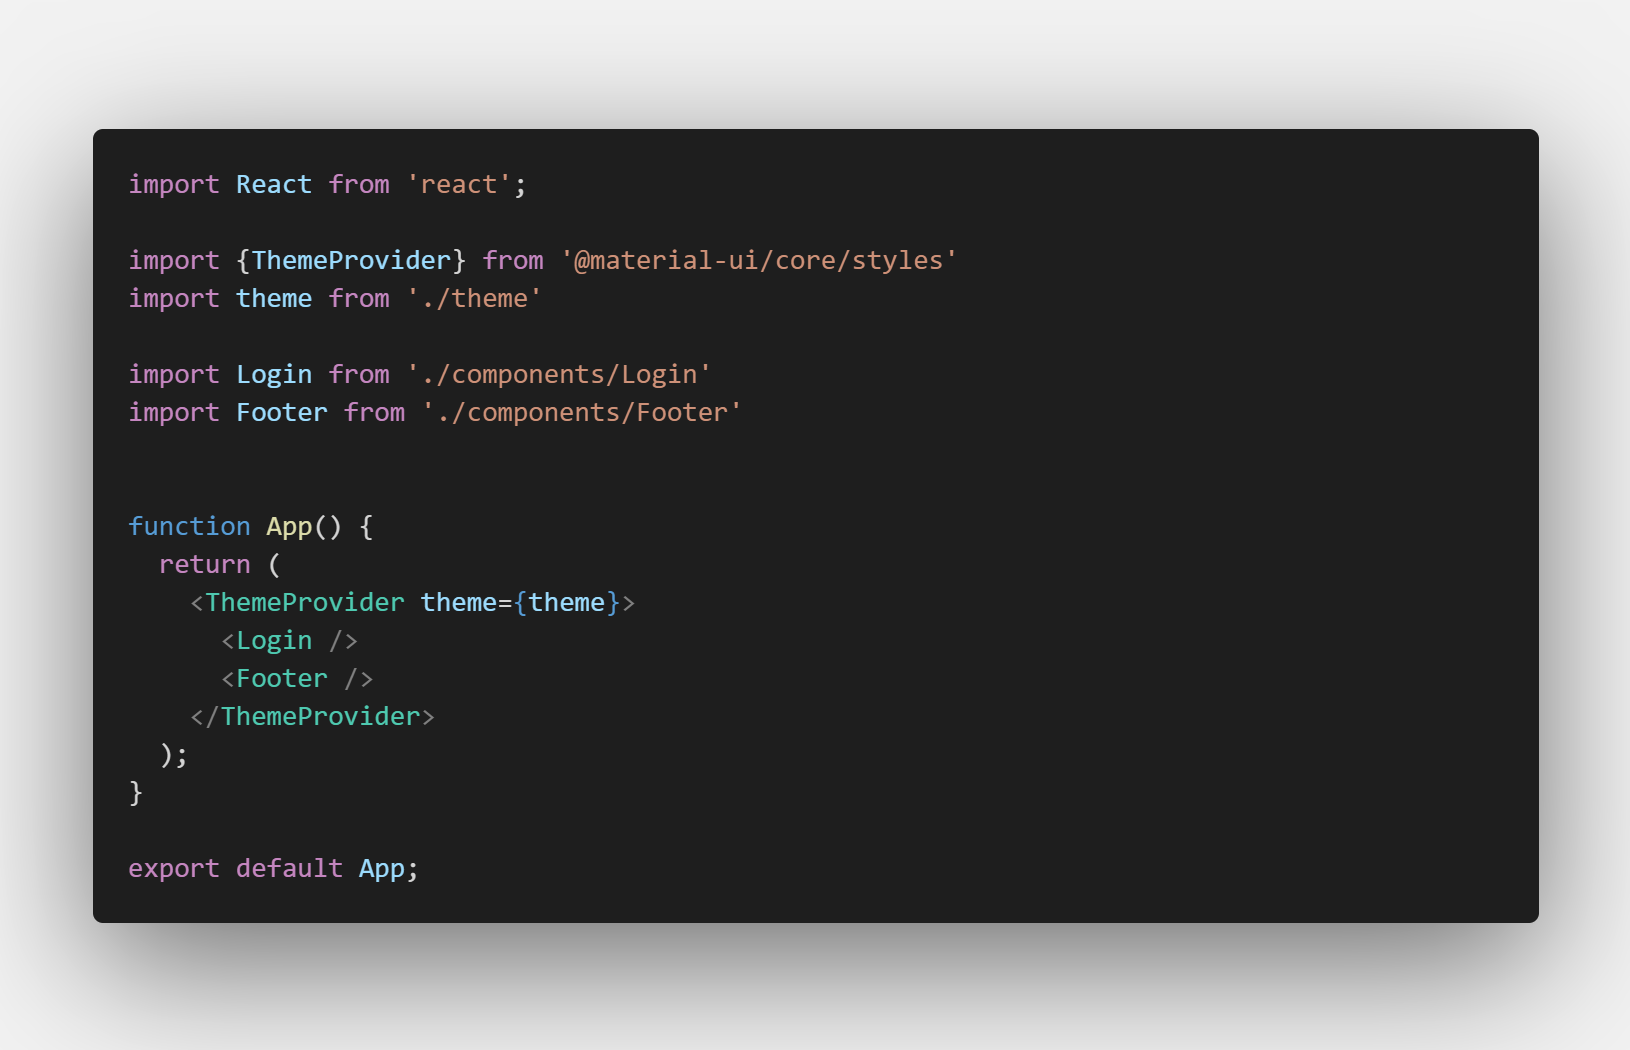 import React from 'react';
import {ThemeProvider} from '@material-ui/core/styles'
import theme from './theme'
import Login from './components/Login'
import Footer from './components/Footer'
function App() {
  return (
    <ThemeProvider theme={theme}>
      <Login />
      <Footer />
    </ThemeProvider>
  );
}
export default App;